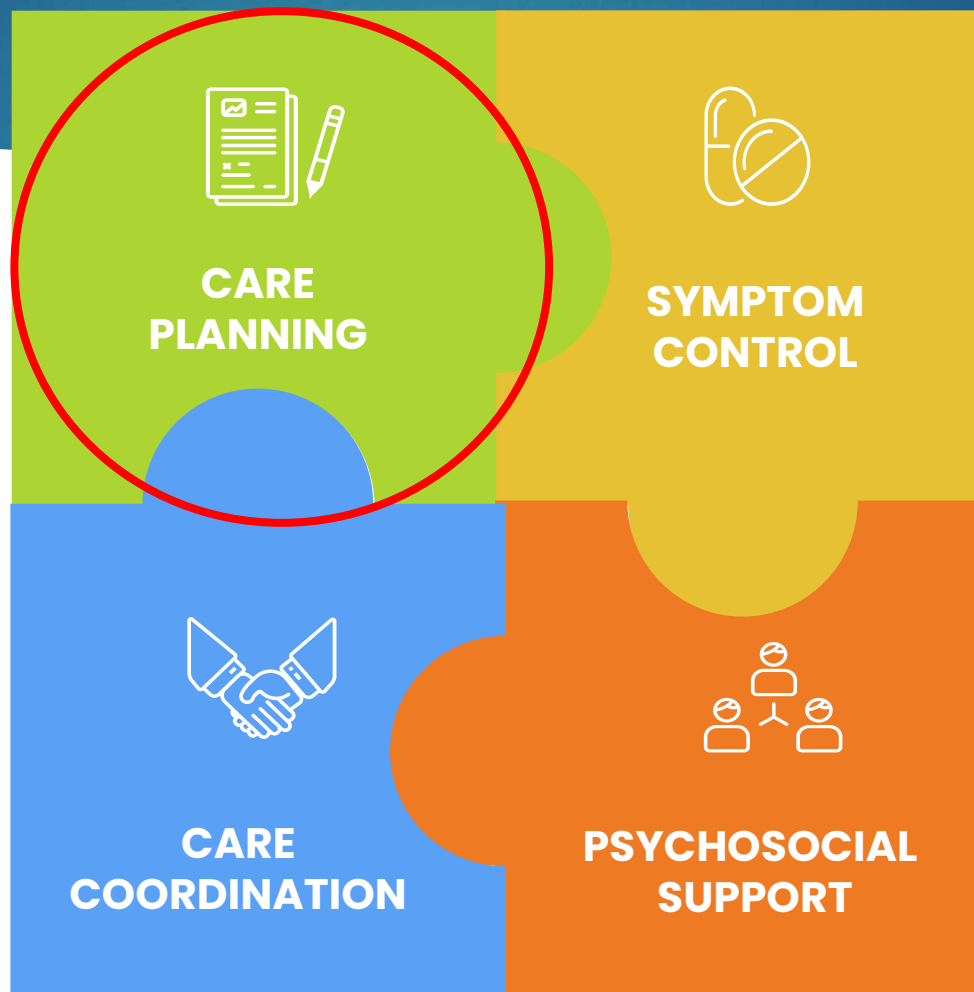 CARE
PLANNING
SYMPTOM
CONTROL
CARE
COORDINATION
PSYCHOSOCIAL
SUPPORT